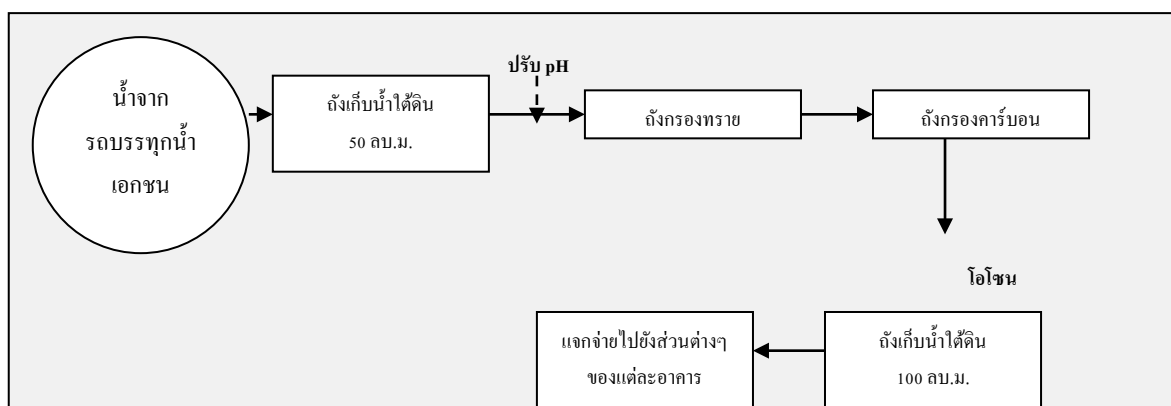 น้ำจาก
รถบรรทุกน้ำ
เอกชน
ถังเก็บน้ำใต้ดิน
50 ลบ.ม.
ปรับ pH
ถังกรองทราย
ถังกรองคาร์บอน
โอโซน
ถังเก็บน้ำใต้ดิน
100 ลบ.ม.
แจกจ่ายไปยังส่วนต่างๆ
ของแต่ละอาคาร